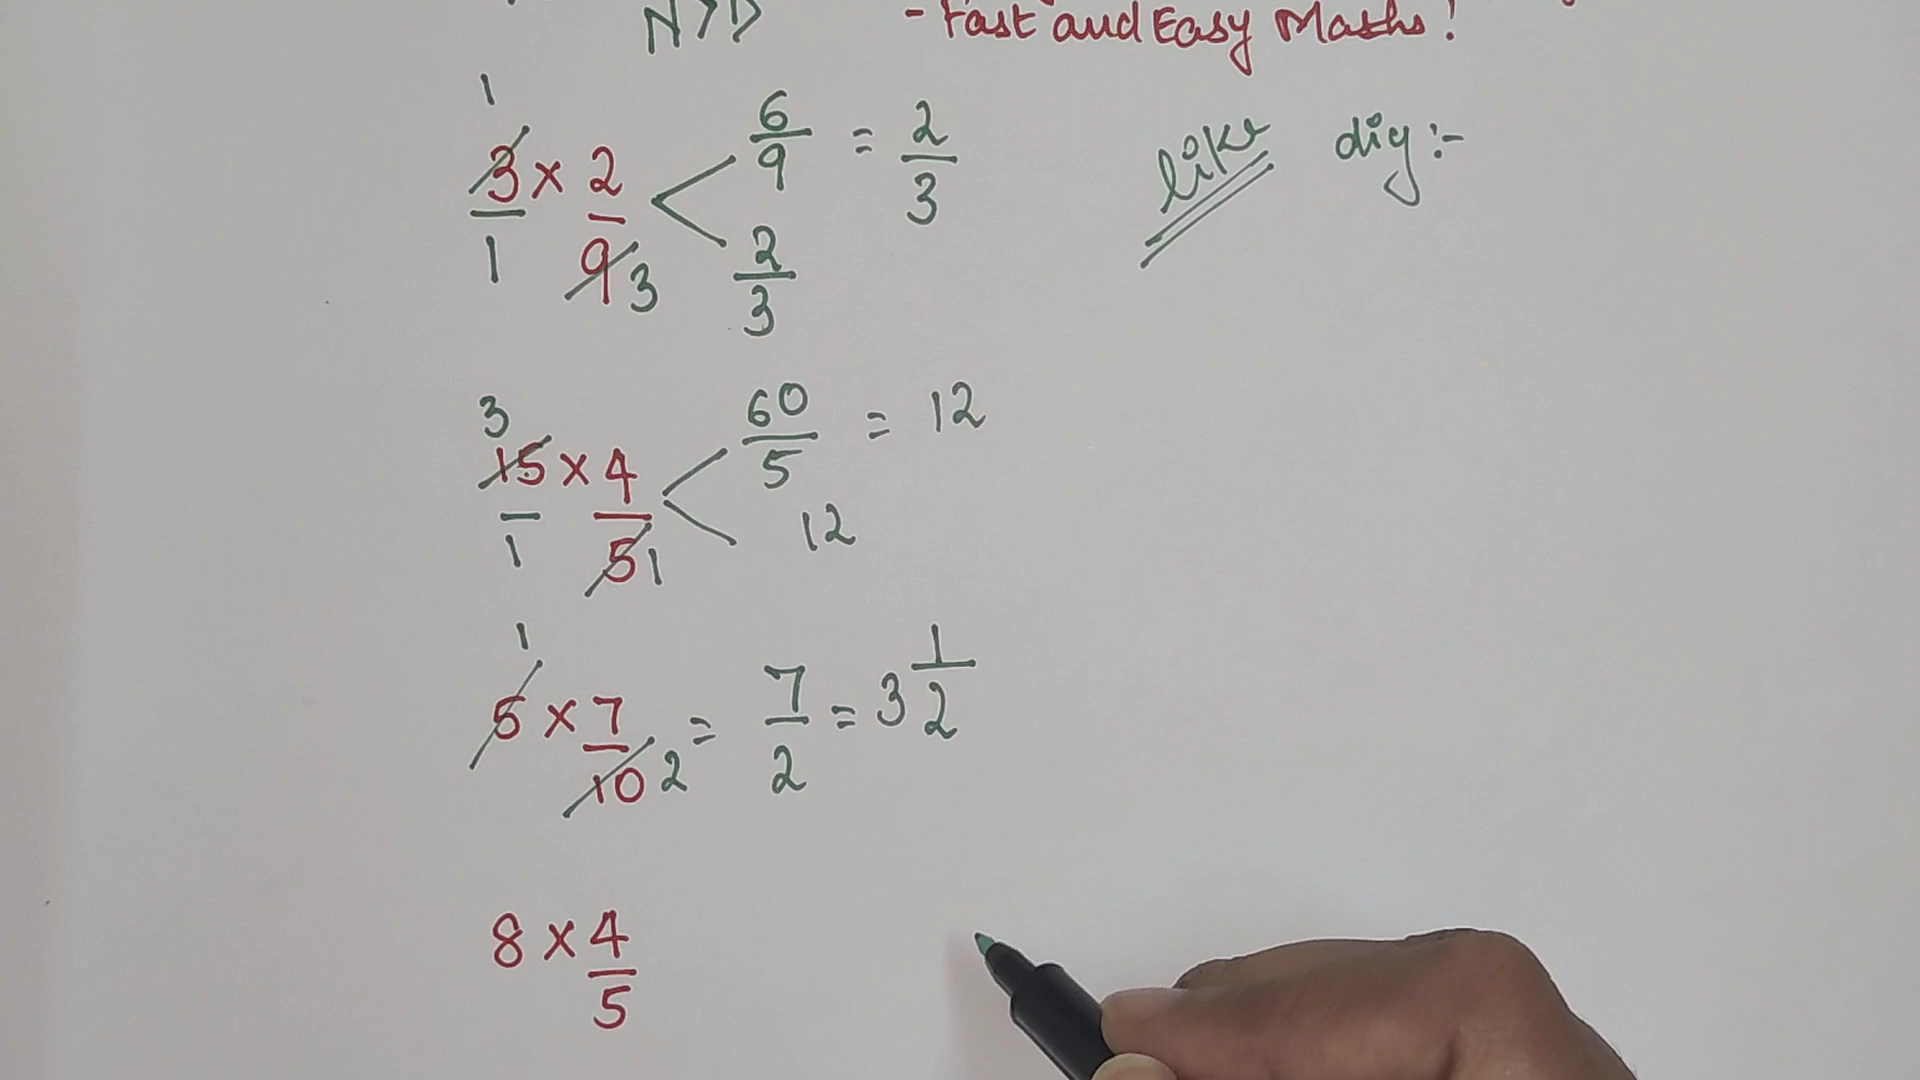 N>D
- Fast and Easy Maths!
1
3 × 2 6/9 = 2/3
1 9 3 2/3
like dig:-
3
15 × 4 60/5 = 12
1 5 1 12
1
5 × 7/10 2 = 7/2 = 3 1/2
8 × 4/5